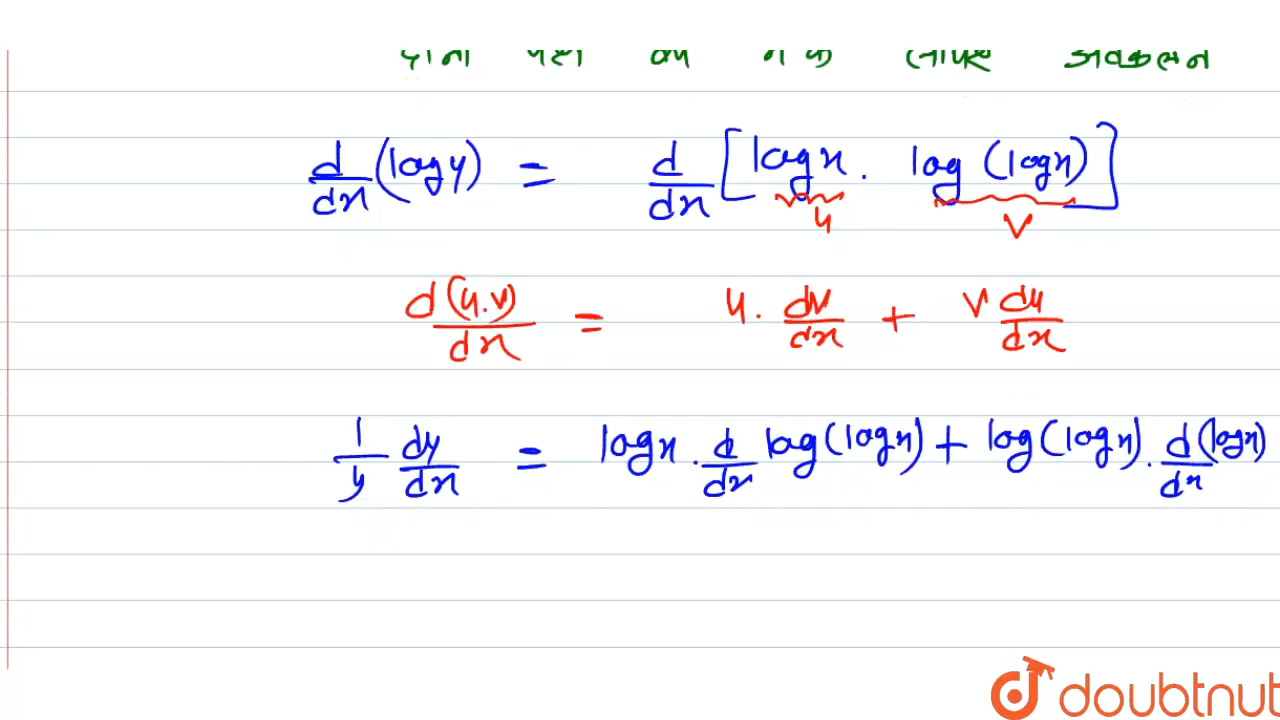 d/dx (log y) = d/dx [log x . log (log x)]
u v
d(u.v)/dx = u. dv/dx + v du/dx
1/y dy/dx = log x . d/dx log (log x) + log (log x) . d/dx (log x)
doubtnut